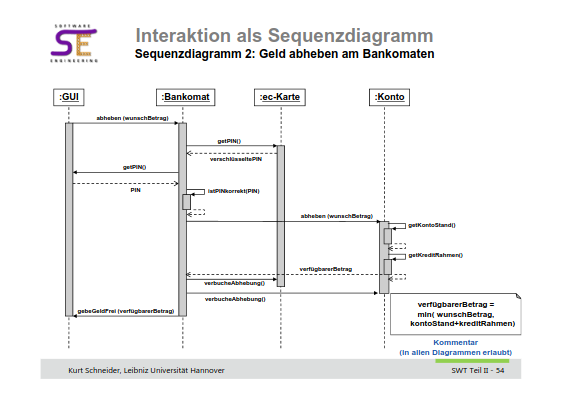 SOFTWARE
SE
ENGINEERING
Interaktion als Sequenzdiagramm
Sequenzdiagramm 2: Geld abheben am Bankomaten
:GUI
:Bankomat
:ec-Karte
:Konto
abheben (wunschBetrag)
getPIN()
verschlüsseltePIN
getPIN()
PIN
istPINkorrekt(PIN)
abheben (wunschBetrag)
getKontoStand()
getKreditRahmen()
verfügbarerBetrag
verbucheAbhebung()
verbucheAbhebung()
gebeGeldFrei (verfügbarerBetrag)
verfügbarerBetrag =
min( wunschBetrag,
kontoStand+kreditRahmen)
Kommentar
(in allen Diagrammen erlaubt)
Kurt Schneider, Leibniz Universität Hannover
SWT Teil II - 54